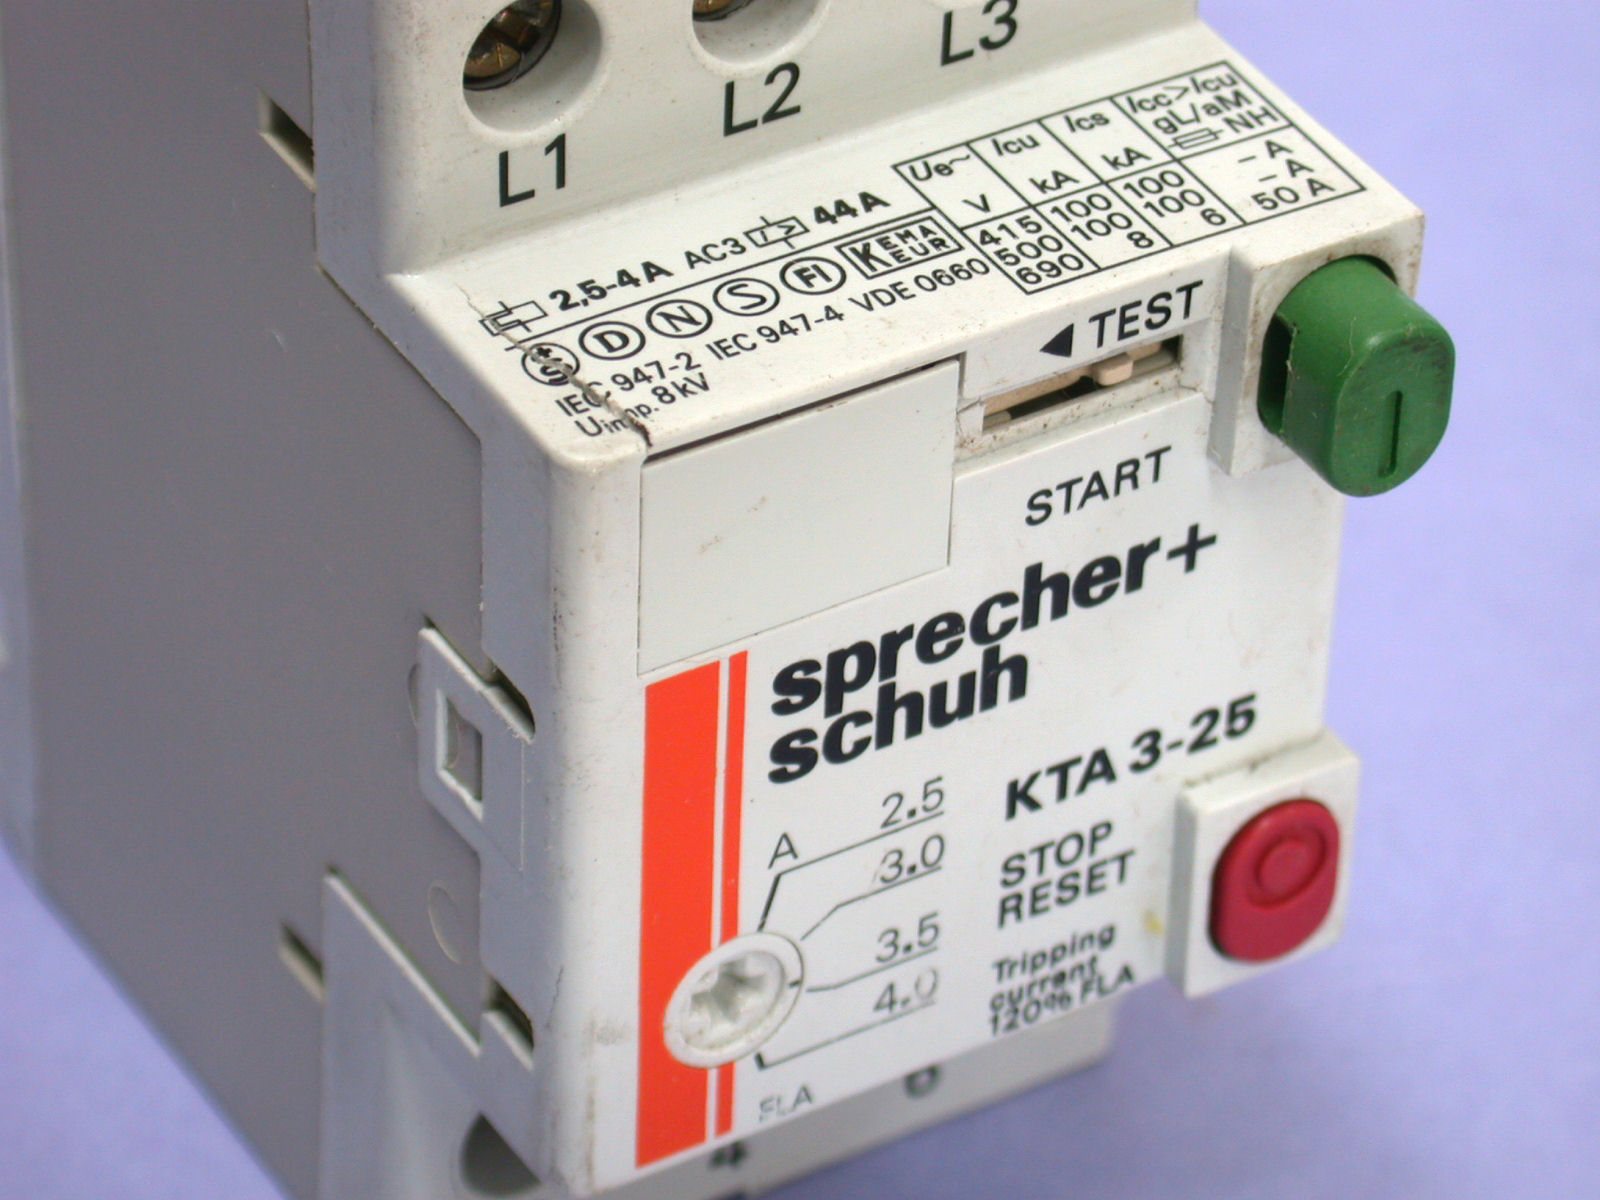 L1 L2 L3
2,5-4A AC3 44A
D N S FI KEMA EUR
IEC 947-2 IEC 947-4 VDE 0660
Uimp. 8kV
Ue~ Icu Ics Icc>Icu
gL/aM
NH
V kA kA
415 100 100 – A
500 100 100 – A
690 8 6 50 A
◀ TEST
START
sprecher+
schuh
KTA 3-25
A 2.5
3.0
3.5
4.0
FLA
STOP
RESET
Tripping
current
120% FLA
6
4